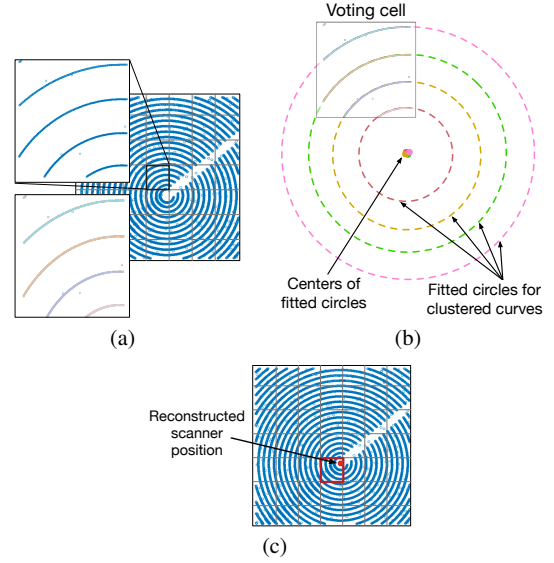 Voting cell
Centers of
fitted circles
Fitted circles for
clustered curves
(a)
(b)
Reconstructed
scanner
position
(c)